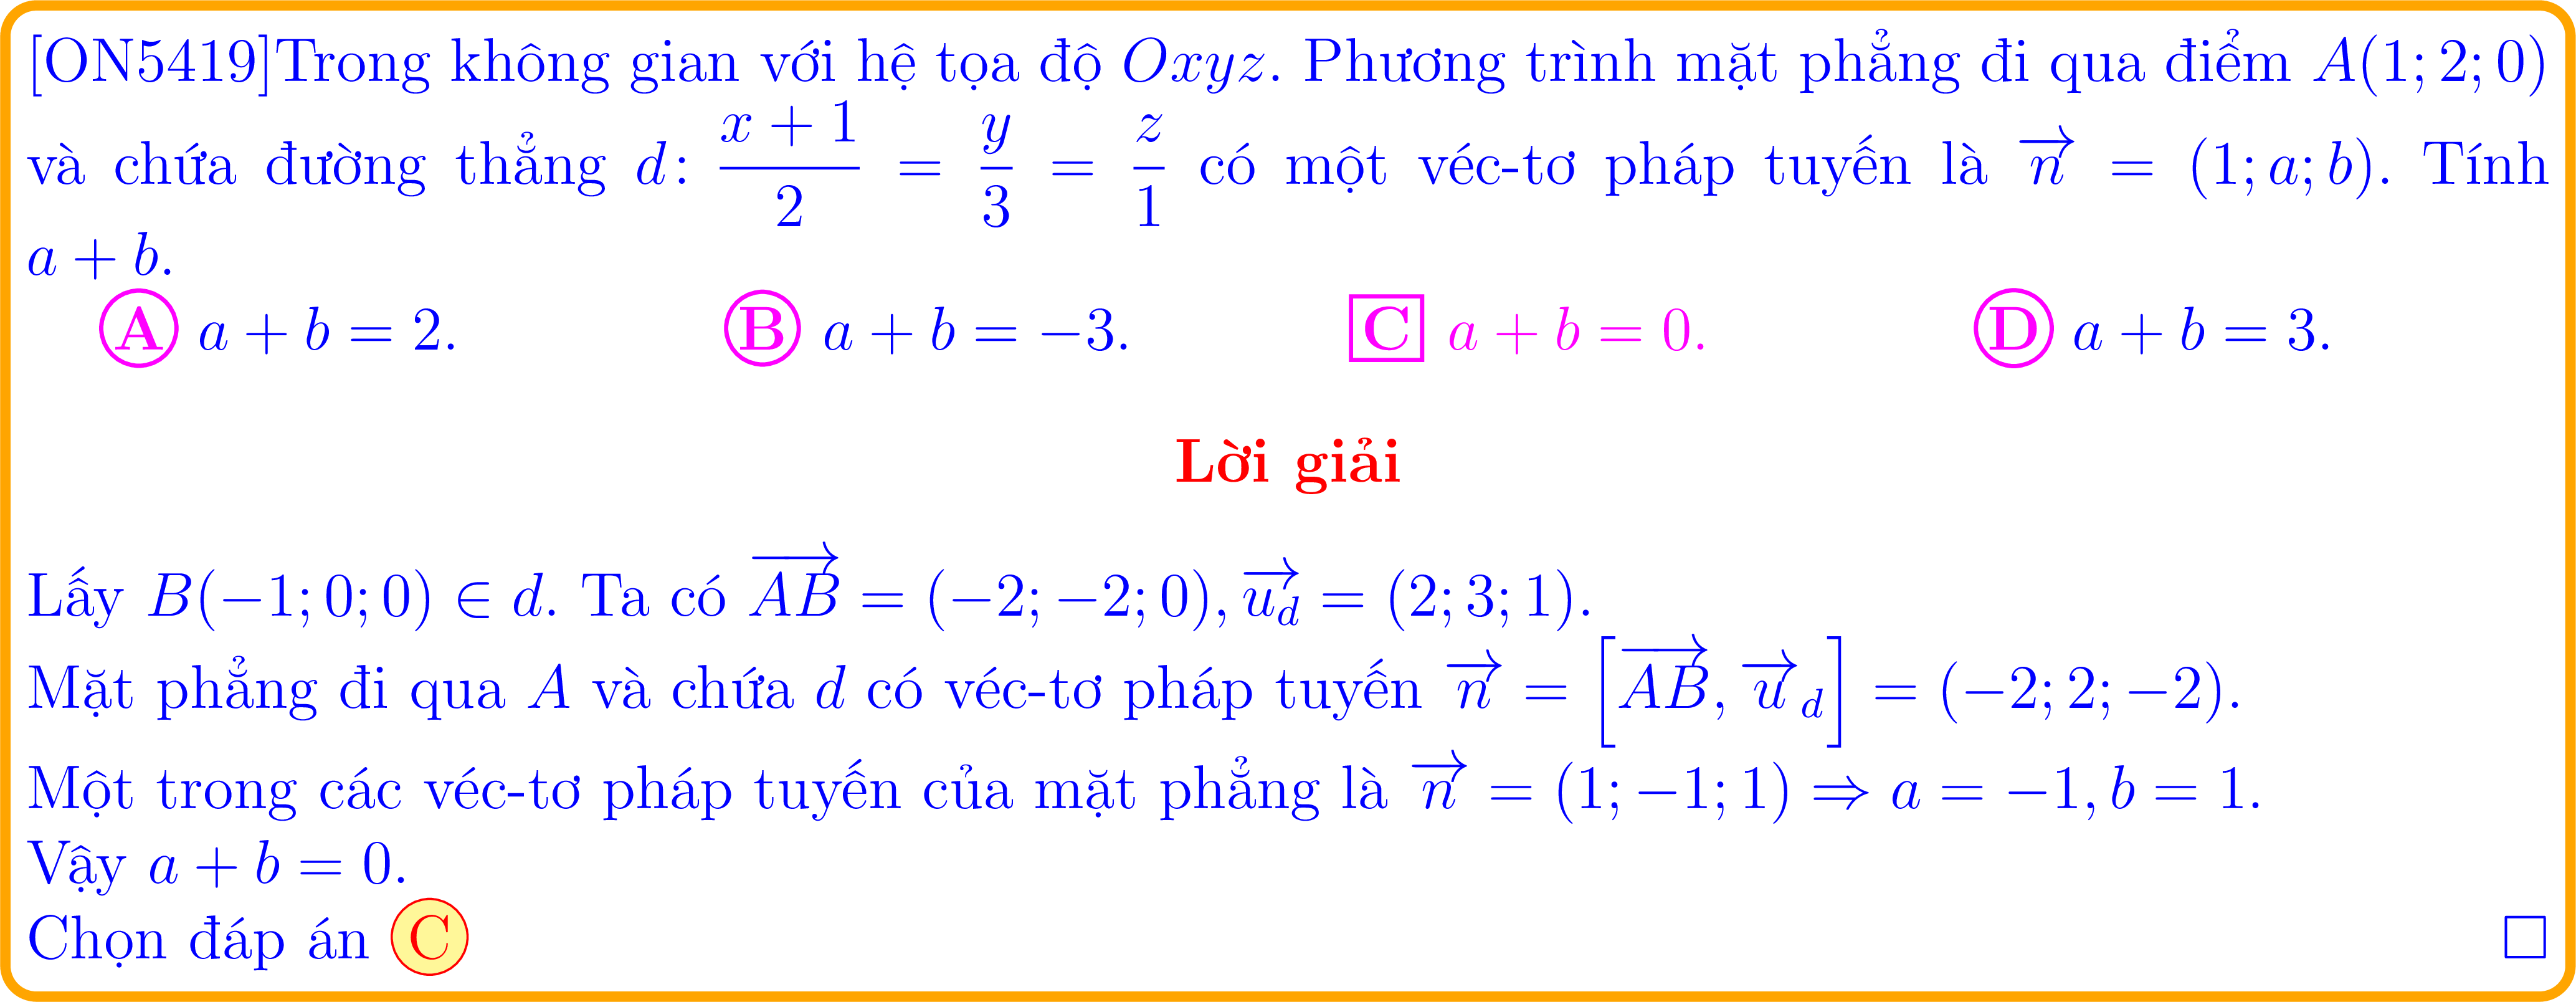 [ON5419]Trong không gian với hệ tọa độ $Oxyz$. Phương trình mặt phẳng đi qua điểm $A(1; 2; 0)$
và chứa đường thẳng $d\colon \dfrac{x+1}{2} = \dfrac{y}{3} = \dfrac{z}{1}$ có một véc-tơ pháp tuyến là $\overrightarrow{n} = (1; a; b)$. Tính
$a + b$.
A $a + b = 2$. B $a + b = -3$. C $a + b = 0$. D $a + b = 3$.
Lời giải
Lấy $B(-1; 0; 0) \in d$. Ta có $\overrightarrow{AB} = (-2; -2; 0), \overrightarrow{u_d} = (2; 3; 1)$.
Mặt phẳng đi qua $A$ và chứa $d$ có véc-tơ pháp tuyến $\overrightarrow{n} = \left[\overrightarrow{AB}, \overrightarrow{u}_d\right] = (-2; 2; -2)$.
Một trong các véc-tơ pháp tuyến của mặt phẳng là $\overrightarrow{n} = (1; -1; 1) \Rightarrow a = -1, b = 1$.
Vậy $a + b = 0$.
Chọn đáp án C □